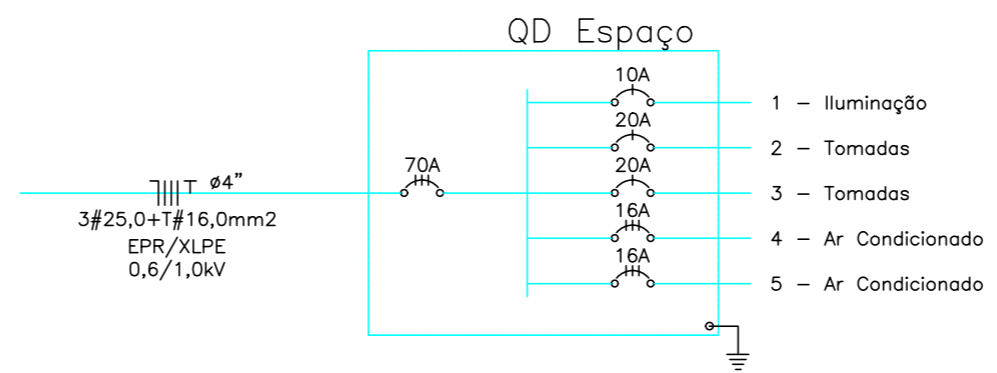 QD Espaço
10A
1 – Iluminação
20A
2 – Tomadas
70A
20A
3 – Tomadas
ø4"
3#25,0+T#16,0mm2
EPR/XLPE
0,6/1,0kV
16A
4 – Ar Condicionado
16A
5 – Ar Condicionado